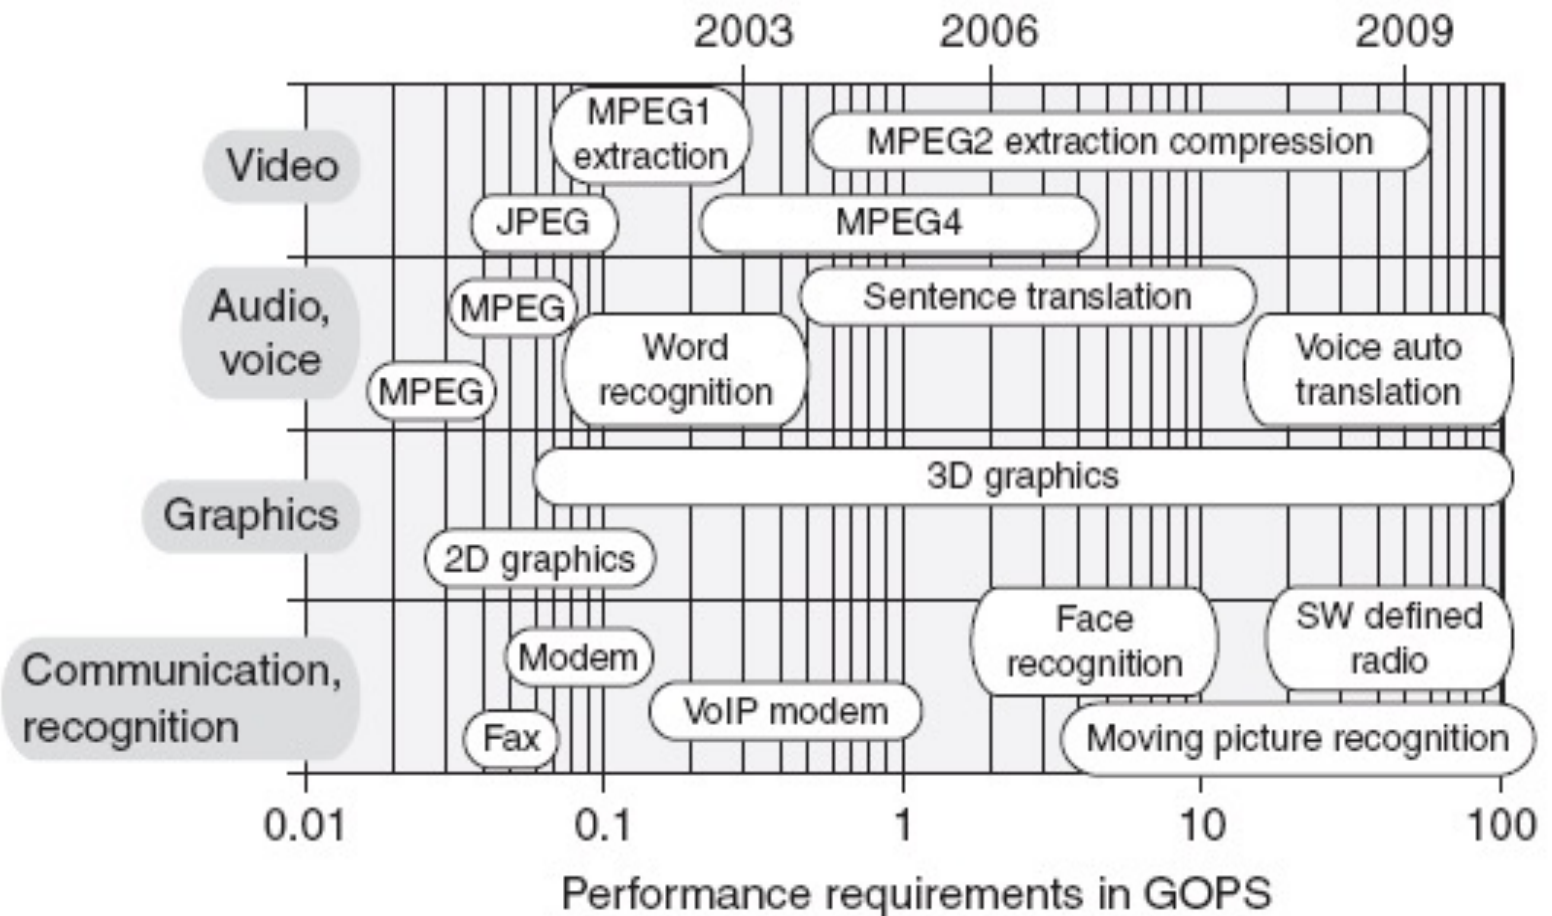 2003 2006 2009
Video
MPEG1
extraction
MPEG2 extraction compression
JPEG
MPEG4
Audio,
voice
MPEG
Sentence translation
MPEG
Word
recognition
Voice auto
translation
Graphics
3D graphics
2D graphics
Communication,
recognition
Modem
Face
recognition
SW defined
radio
Fax
VoIP modem
Moving picture recognition
0.01 0.1 1 10 100
Performance requirements in GOPS